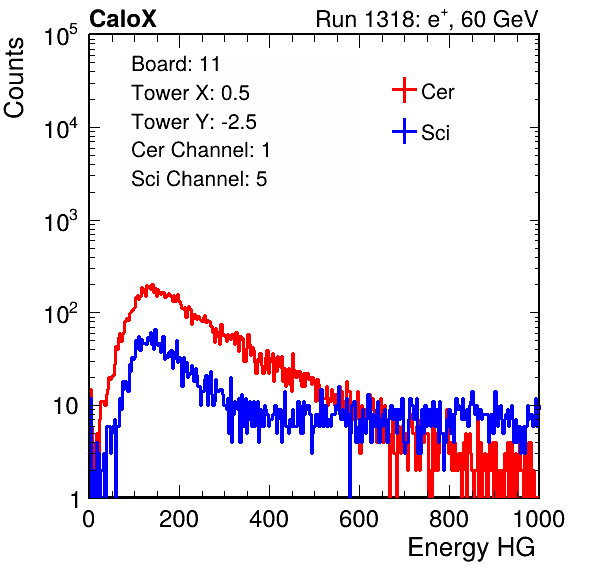 CaloX Run 1318: e⁺, 60 GeV
Counts
Board: 11
Tower X: 0.5
Tower Y: -2.5
Cer Channel: 1
Sci Channel: 5
Cer
Sci
10⁵
10⁴
10³
10²
10
1
0 200 400 600 800 1000
Energy HG